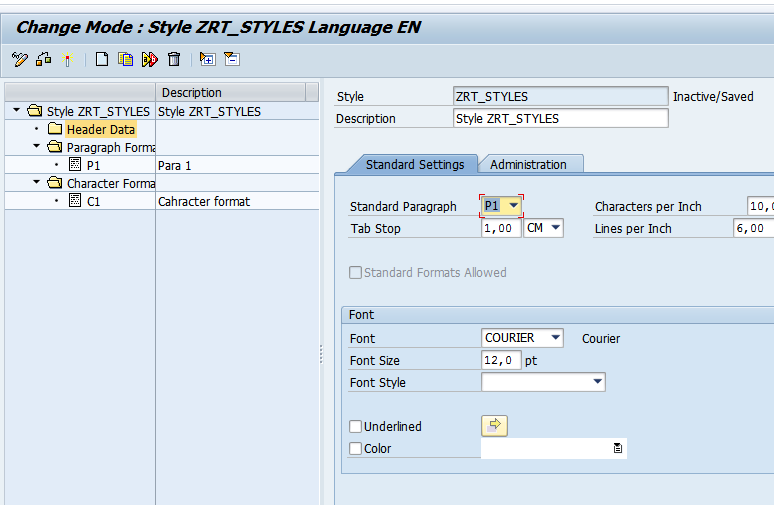 Change Mode : Style ZRT_STYLES Language EN
Description
Style ZRT_STYLES Style ZRT_STYLES
Header Data
Paragraph Forma
P1 Para 1
Character Forma
C1 Cahracter format
Style ZRT_STYLES Inactive/Saved
Description Style ZRT_STYLES
Standard Settings Administration
Standard Paragraph P1 Characters per Inch 10,0
Tab Stop 1,00 CM Lines per Inch 6,00
Standard Formats Allowed
Font
Font COURIER Courier
Font Size 12,0 pt
Font Style
Underlined
Color